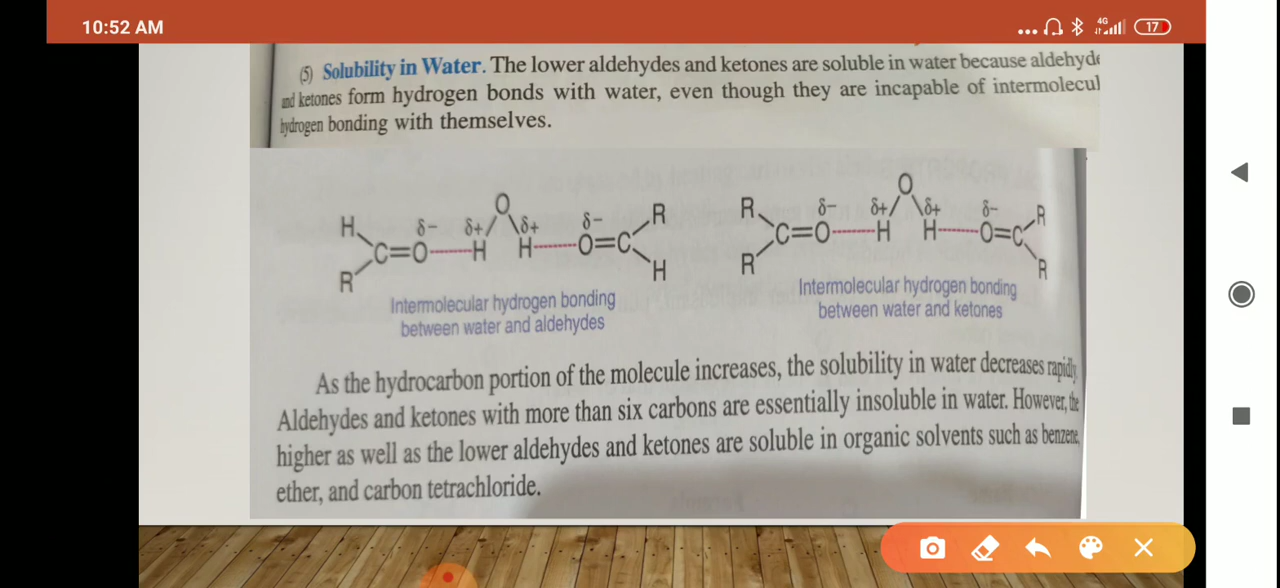 10:52 AM
4G
17
(5) Solubility in Water. The lower aldehydes and ketones are soluble in water because aldehyde
and ketones form hydrogen bonds with water, even though they are incapable of intermolecul
hydrogen bonding with themselves.
H R C=O δ− δ+ H O δ+ H δ− O=C R H
R R C=O δ− δ+ H O δ+ H δ− O=C R R
Intermolecular hydrogen bonding
between water and aldehydes
Intermolecular hydrogen bonding
between water and ketones
As the hydrocarbon portion of the molecule increases, the solubility in water decreases rapidly.
Aldehydes and ketones with more than six carbons are essentially insoluble in water. However, the
higher as well as the lower aldehydes and ketones are soluble in organic solvents such as benzene,
ether, and carbon tetrachloride.